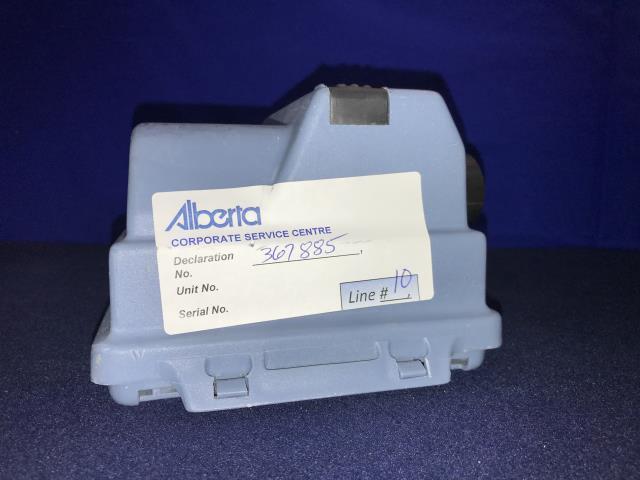 Alberta
CORPORATE SERVICE CENTRE
Declaration No. 367885
Unit No.
Serial No.
Line # 10